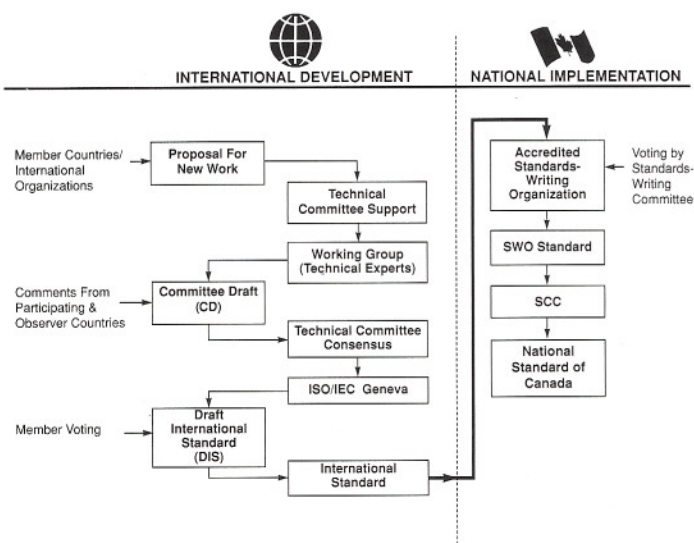 INTERNATIONAL DEVELOPMENT
NATIONAL IMPLEMENTATION
Member Countries/
International
Organizations
Proposal For
New Work
Technical
Committee Support
Working Group
(Technical Experts)
Comments From
Participating &
Observer Countries
Committee Draft
(CD)
Technical Committee
Consensus
ISO/IEC Geneva
Member Voting
Draft
International
Standard
(DIS)
International
Standard
Accredited
Standards-
Writing
Organization
Voting by
Standards-
Writing
Committee
SWO Standard
SCC
National
Standard of
Canada